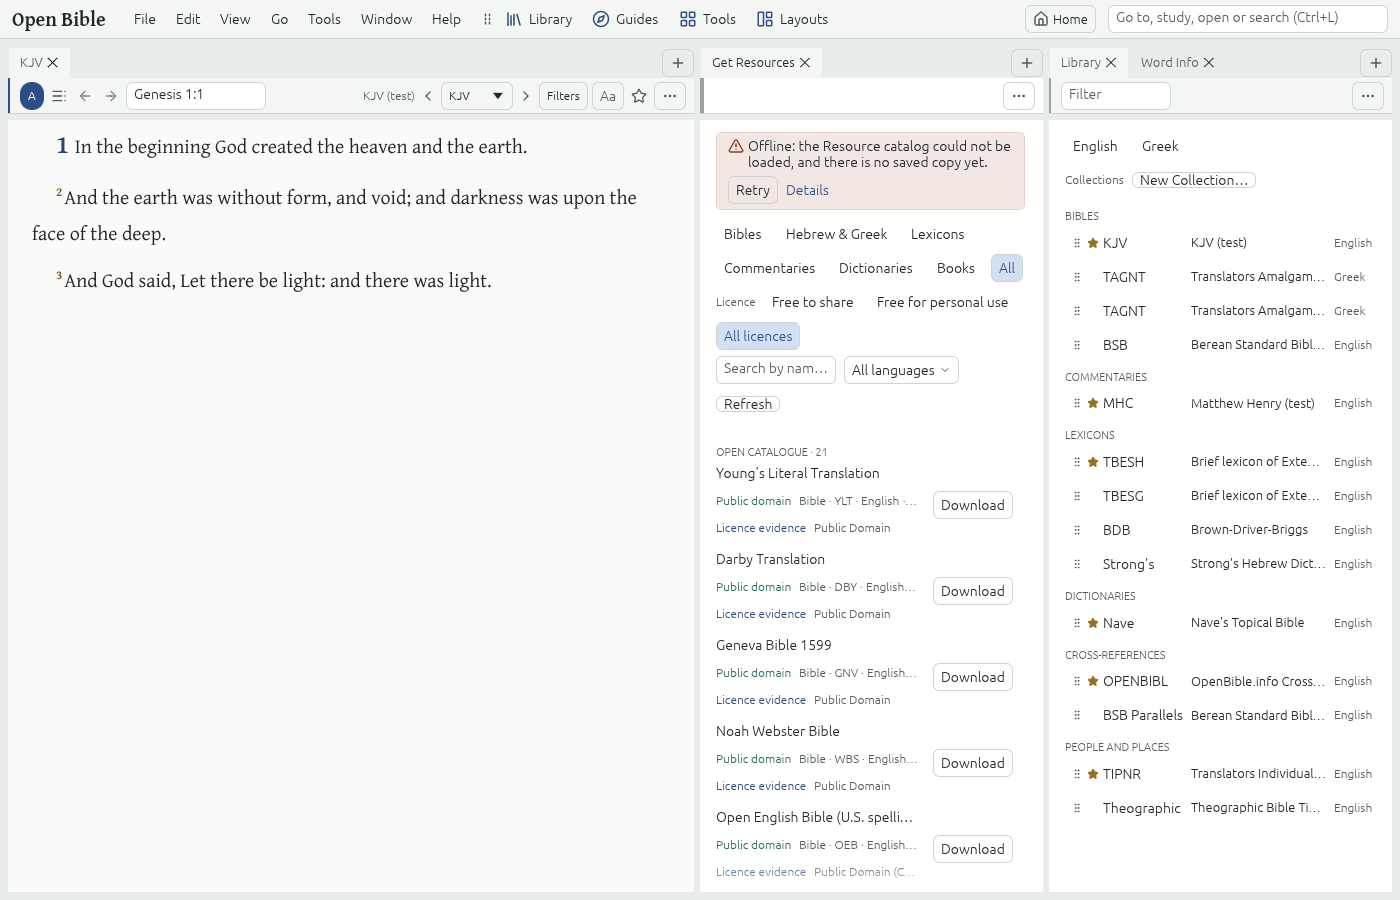 Open Bible File Edit View Go Tools Window Help Library Guides Tools Layouts Home Go to, study, open or search (Ctrl+L)
KJV
A Genesis 1:1 KJV (test) KJV Filters Aa
1 In the beginning God created the heaven and the earth.
2 And the earth was without form, and void; and darkness was upon the
face of the deep.
3 And God said, Let there be light: and there was light.
Get Resources
Offline: the Resource catalog could not be
loaded, and there is no saved copy yet.
Retry Details
Bibles Hebrew & Greek Lexicons
Commentaries Dictionaries Books All
Licence Free to share Free for personal use
All licences
Search by nam… All languages
Refresh
OPEN CATALOGUE · 21
Young's Literal Translation
Public domain Bible · YLT · English ·…
Download
Licence evidence Public Domain
Darby Translation
Public domain Bible · DBY · English…
Download
Licence evidence Public Domain
Geneva Bible 1599
Public domain Bible · GNV · English…
Download
Licence evidence Public Domain
Noah Webster Bible
Public domain Bible · WBS · English…
Download
Licence evidence Public Domain
Open English Bible (U.S. spelli…
Public domain Bible · OEB · English…
Download
Licence evidence Public Domain (C…
Library Word Info
Filter
English Greek
Collections New Collection…
BIBLES
KJV KJV (test) English
TAGNT Translators Amalgam… Greek
TAGNT Translators Amalgam… Greek
BSB Berean Standard Bibl… English
COMMENTARIES
MHC Matthew Henry (test) English
LEXICONS
TBESH Brief lexicon of Exte… English
TBESG Brief lexicon of Exte… English
BDB Brown-Driver-Briggs English
Strong's Strong's Hebrew Dict… English
DICTIONARIES
Nave Nave's Topical Bible English
CROSS-REFERENCES
OPENBIBL OpenBible.info Cross… English
BSB Parallels Berean Standard Bibl… English
PEOPLE AND PLACES
TIPNR Translators Individual… English
Theographic Theographic Bible Ti… English